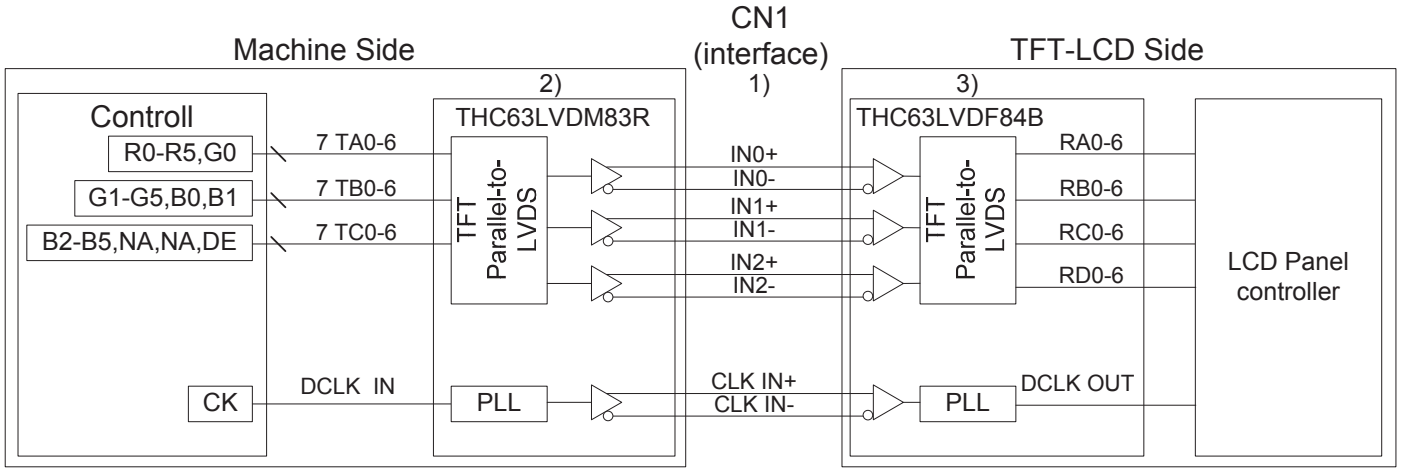 CN1
(interface)
1)
Machine Side
TFT-LCD Side
2)
3)
Controll
THC63LVDM83R
THC63LVDF84B
R0-R5,G0
7 TA0-6
IN0+
IN0-
RA0-6
G1-G5,B0,B1
7 TB0-6
IN1+
IN1-
RB0-6
B2-B5,NA,NA,DE
7 TC0-6
IN2+
IN2-
RC0-6
RD0-6
TFT
Parallel-to-
LVDS
TFT
Parallel-to-
LVDS
LCD Panel
controller
CK
DCLK IN
PLL
CLK IN+
CLK IN-
PLL
DCLK OUT